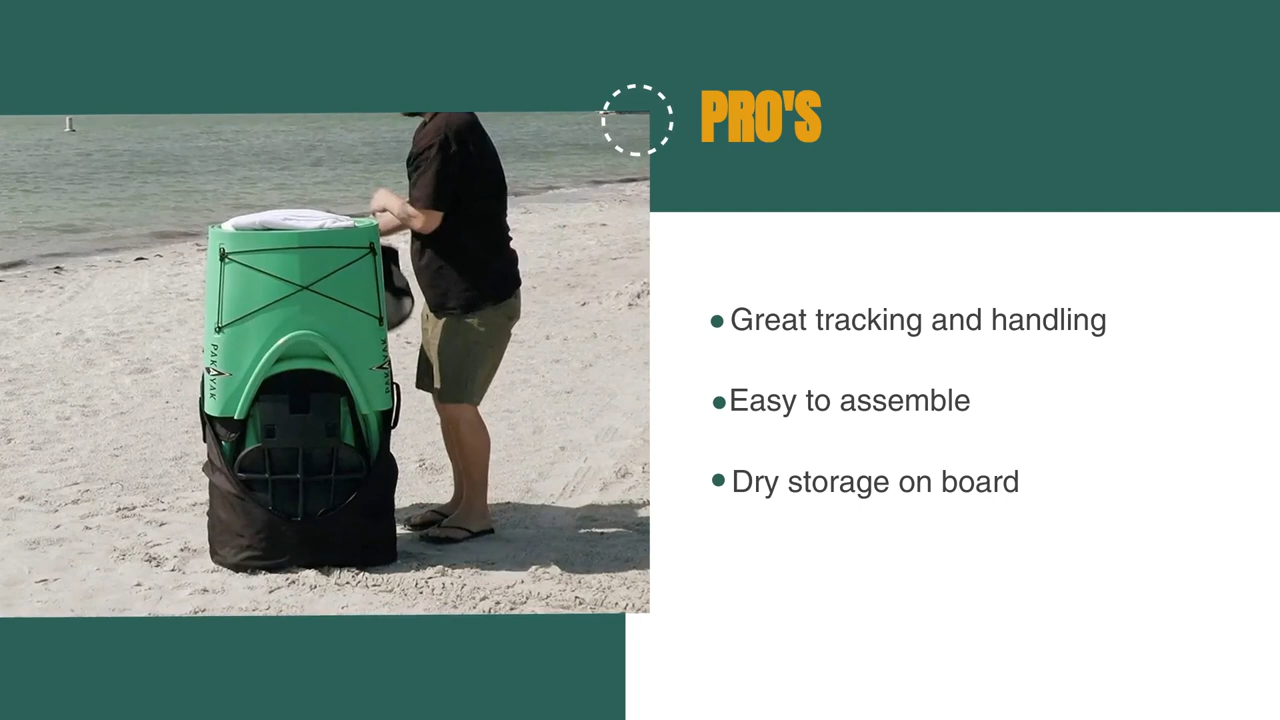 PRO'S
PAKAYAK
PAKAYAK
Great tracking and handling
Easy to assemble
Dry storage on board